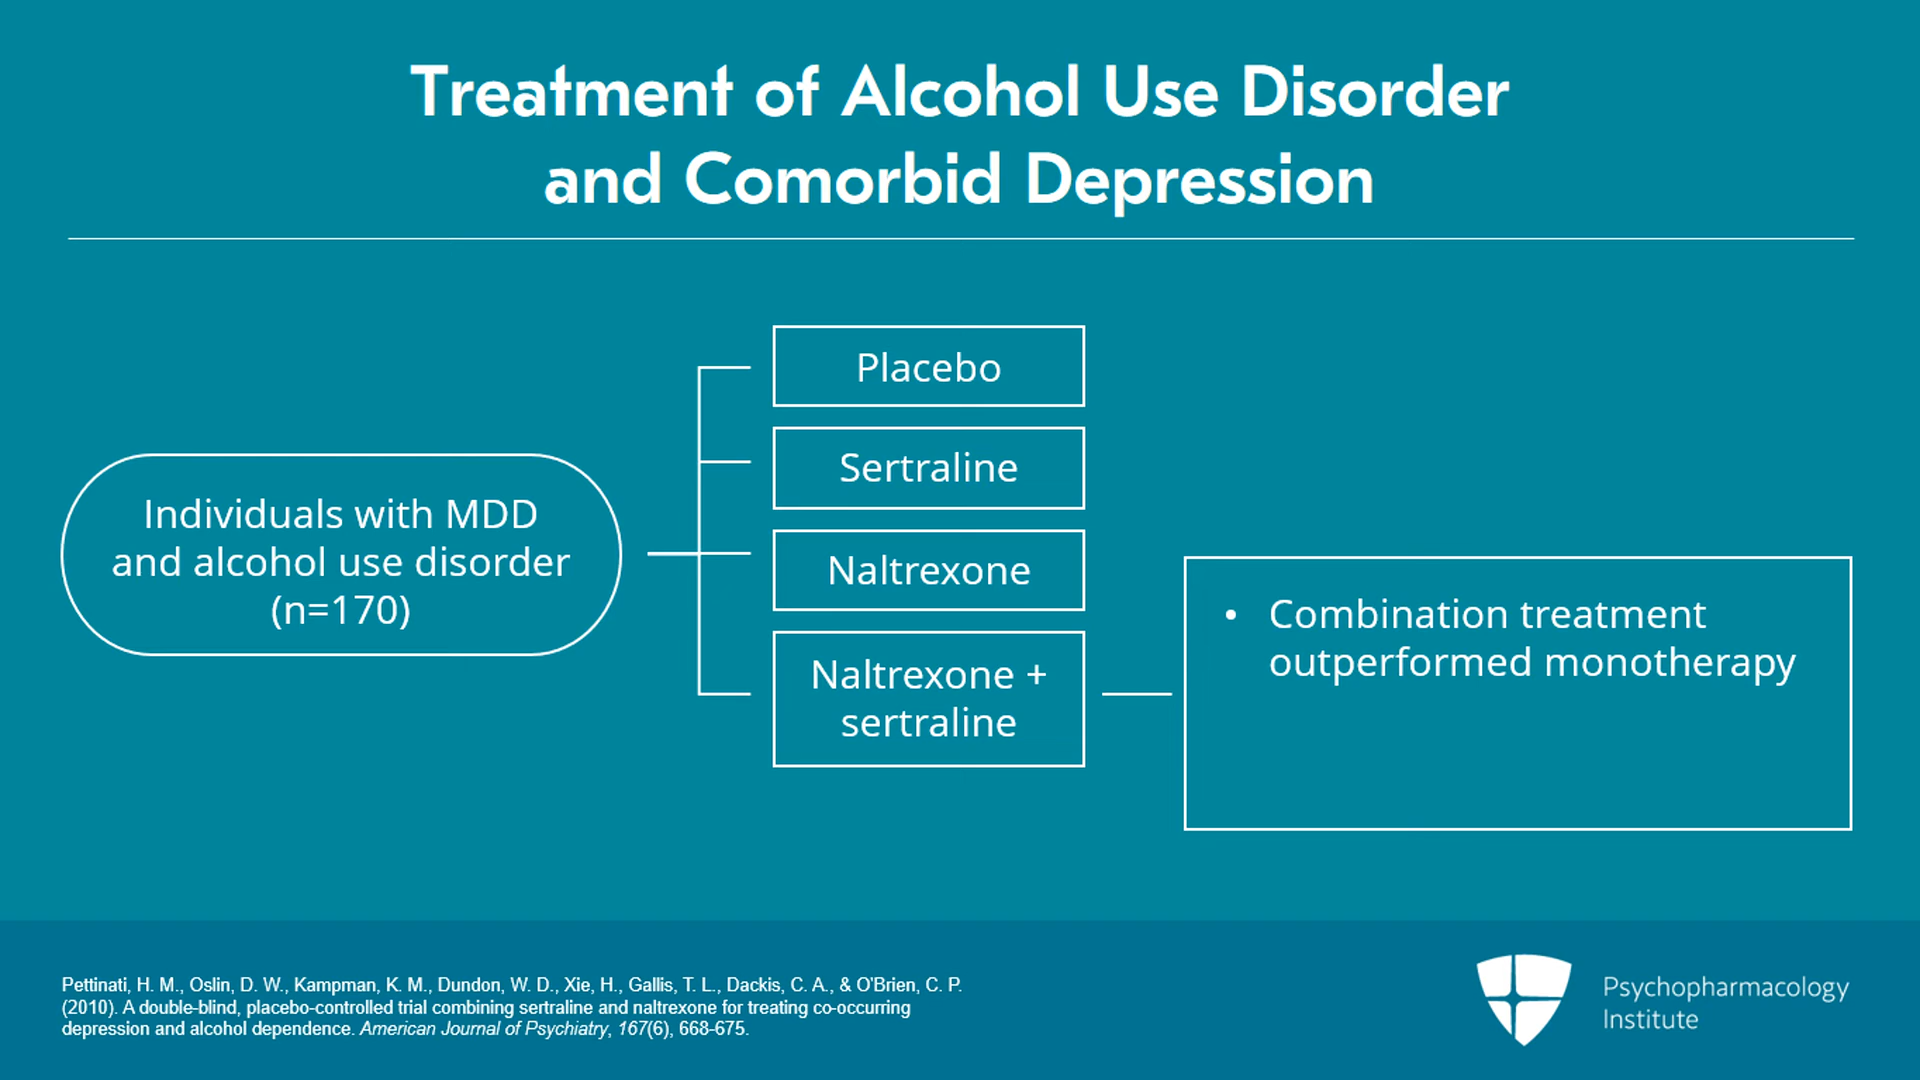 Treatment of Alcohol Use Disorder
and Comorbid Depression
Individuals with MDD
and alcohol use disorder
(n=170)
Placebo
Sertraline
Naltrexone
Naltrexone +
sertraline
• Combination treatment
outperformed monotherapy
Pettinati, H. M., Oslin, D. W., Kampman, K. M., Dundon, W. D., Xie, H., Gallis, T. L., Dackis, C. A., & O'Brien, C. P.
(2010). A double-blind, placebo-controlled trial combining sertraline and naltrexone for treating co-occurring
depression and alcohol dependence. American Journal of Psychiatry, 167(6), 668-675.
Psychopharmacology
Institute